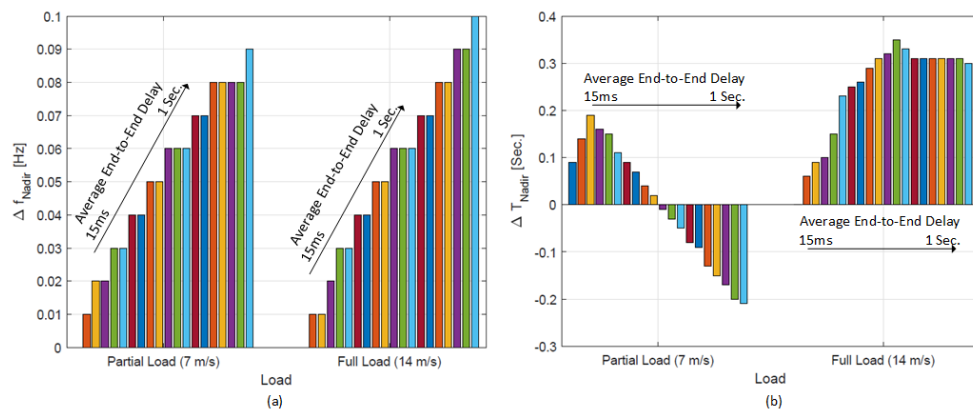 (a)
0.1
0.09
0.08
0.07
0.06
0.05
0.04
0.03
0.02
0.01
0
Δ f Nadir [Hz]
Average End-to-End Delay
15ms
1 Sec.
Average End-to-End Delay
15ms
1 Sec.
Partial Load (7 m/s)
Full Load (14 m/s)
Load
(a)
(b)
0.4
0.3
0.2
0.1
0
-0.1
-0.2
-0.3
Δ T Nadir [Sec.]
Average End-to-End Delay
15ms 1 Sec.
Average End-to-End Delay
15ms 1 Sec.
Partial Load (7 m/s)
Full Load (14 m/s)
Load
(b)